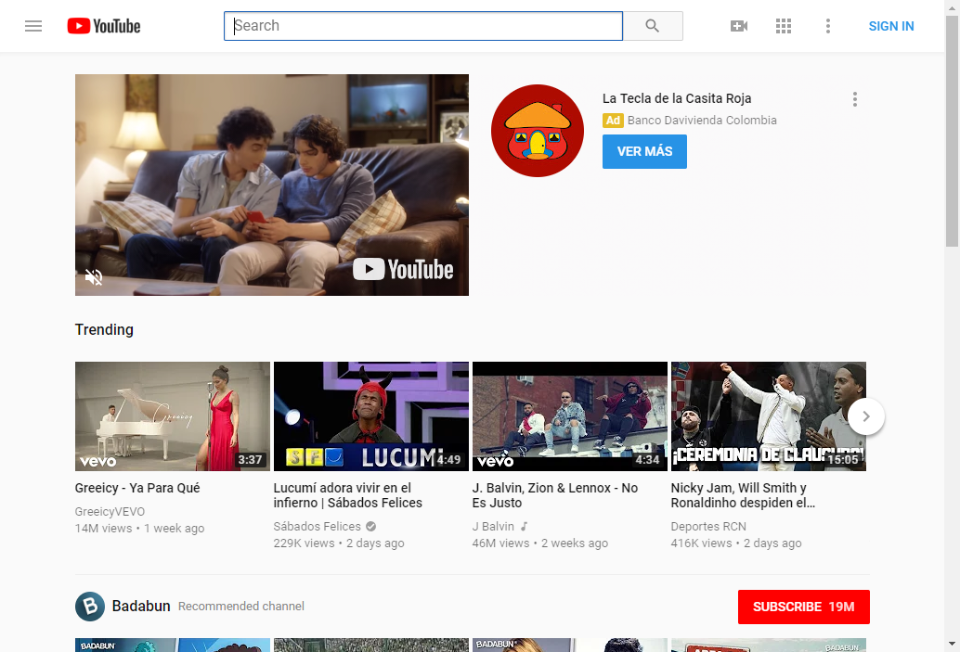 YouTube
Search
SIGN IN
La Tecla de la Casita Roja
Ad Banco Davivienda Colombia
VER MÁS
YouTube
Trending
Greeicy
vevo
3:37
LUCUMÍ
4:49
vevo
4:34
¡CEREMONIA DE CLAUSURA!
15:05
Greeicy - Ya Para Qué
GreeicyVEVO
14M views • 1 week ago
Lucumí adora vivir en el
infierno | Sábados Felices
Sábados Felices
229K views • 2 days ago
J. Balvin, Zion & Lennox - No
Es Justo
J Balvin
46M views • 2 weeks ago
Nicky Jam, Will Smith y
Ronaldinho despiden el...
Deportes RCN
416K views • 2 days ago
B
Badabun Recommended channel
SUBSCRIBE 19M
BADABUN
BADABUN
BADABUN